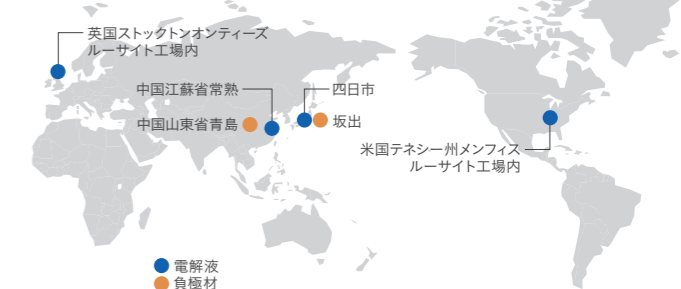 英国ストックトンオンティーズ
ルーサイト工場内
中国江蘇省常熟
四日市
中国山東省青島
坂出
米国テネシー州メンフィス
ルーサイト工場内
電解液
負極材